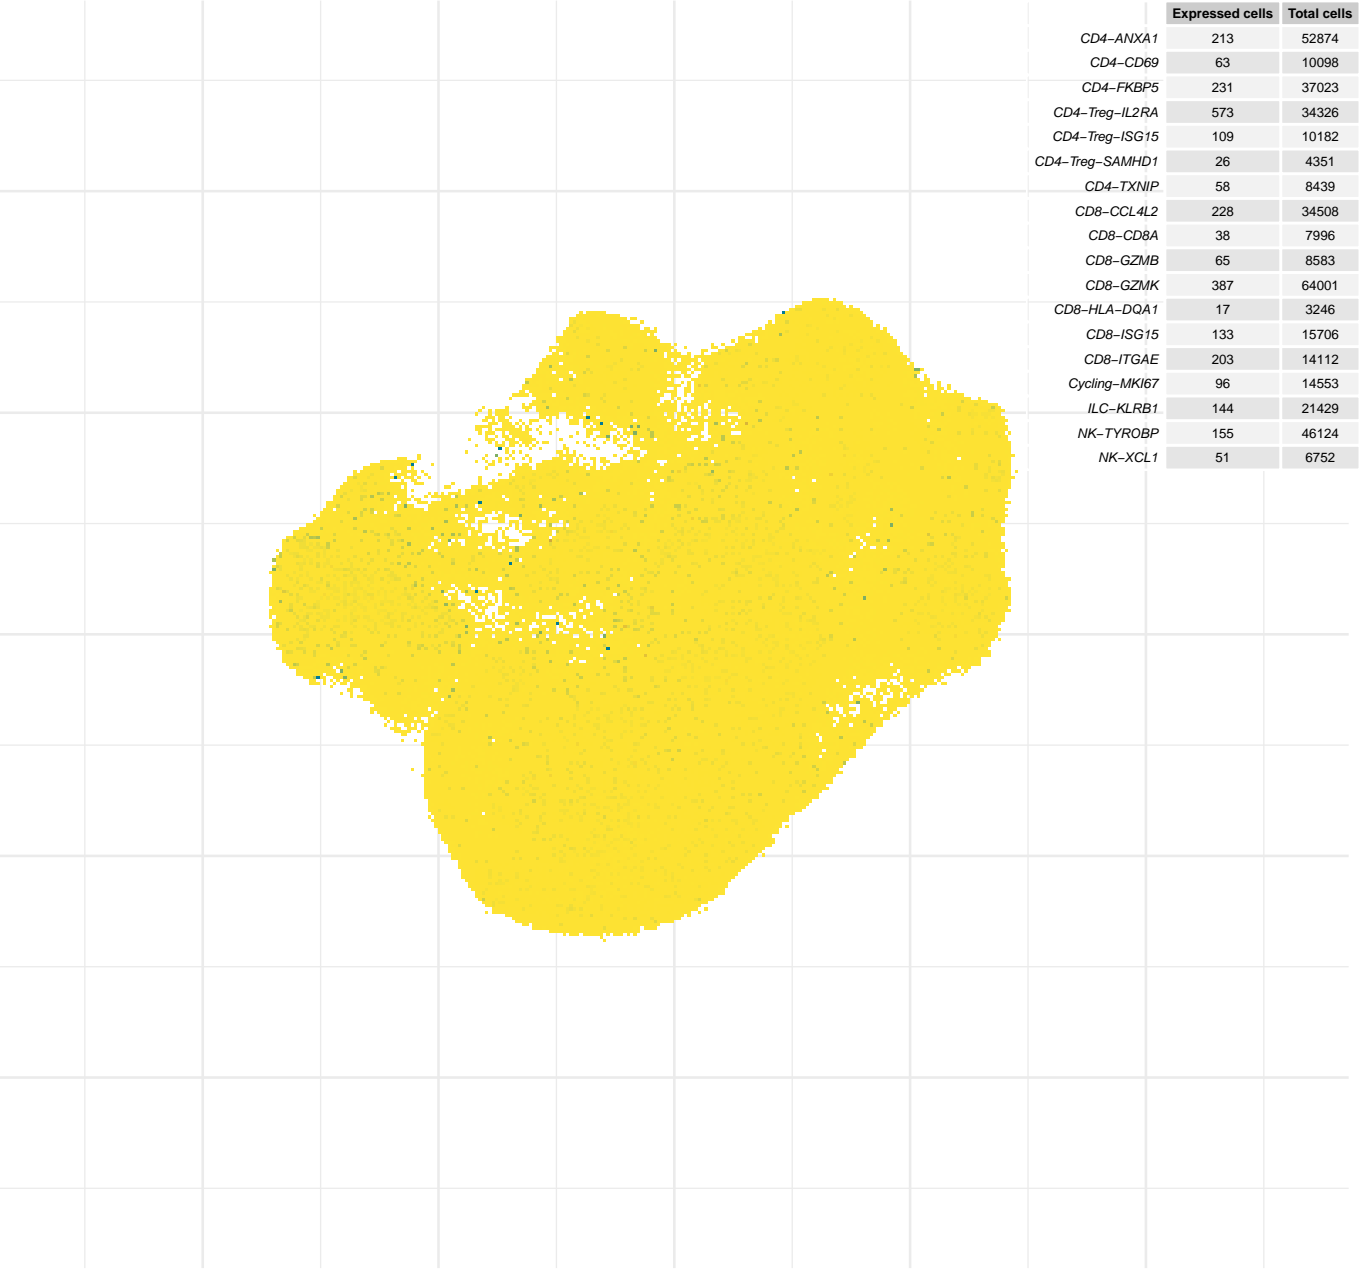 Expressed cells Total cells
CD4−ANXA1 213 52874
CD4−CD69 63 10098
CD4−FKBP5 231 37023
CD4−Treg−IL2RA 573 34326
CD4−Treg−ISG15 109 10182
CD4−Treg−SAMHD1 26 4351
CD4−TXNIP 58 8439
CD8−CCL4L2 228 34508
CD8−CD8A 38 7996
CD8−GZMB 65 8583
CD8−GZMK 387 64001
CD8−HLA−DQA1 17 3246
CD8−ISG15 133 15706
CD8−ITGAE 203 14112
Cycling−MKI67 96 14553
ILC−KLRB1 144 21429
NK−TYROBP 155 46124
NK−XCL1 51 6752